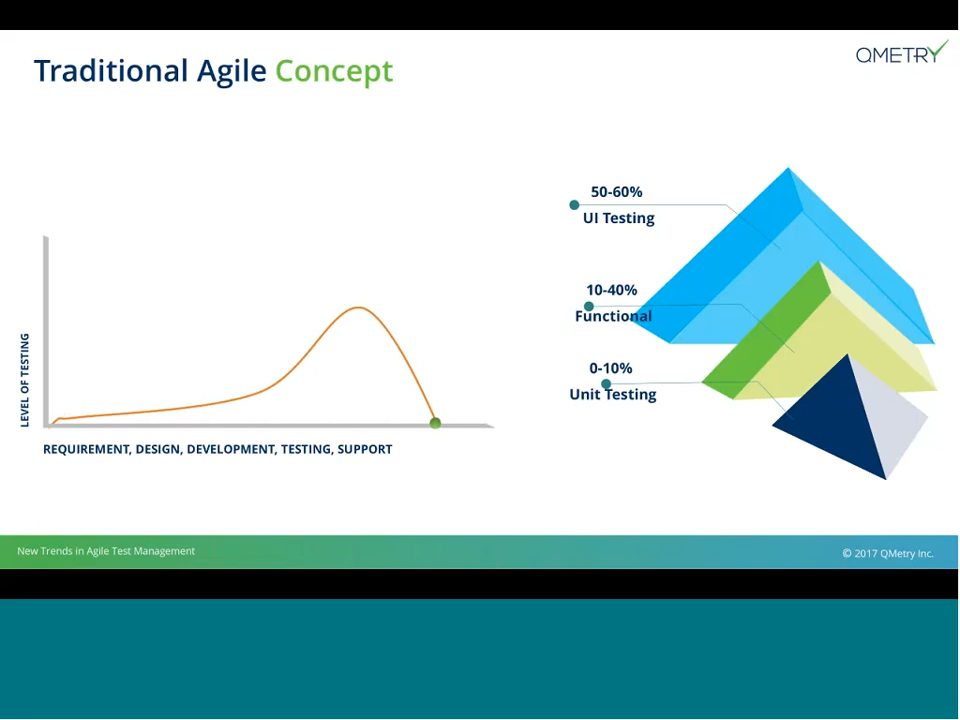 Traditional Agile Concept
QMETRY
50-60%
UI Testing
10-40%
Functional
0-10%
Unit Testing
LEVEL OF TESTING
REQUIREMENT, DESIGN, DEVELOPMENT, TESTING, SUPPORT
New Trends in Agile Test Management
© 2017 QMetry Inc.